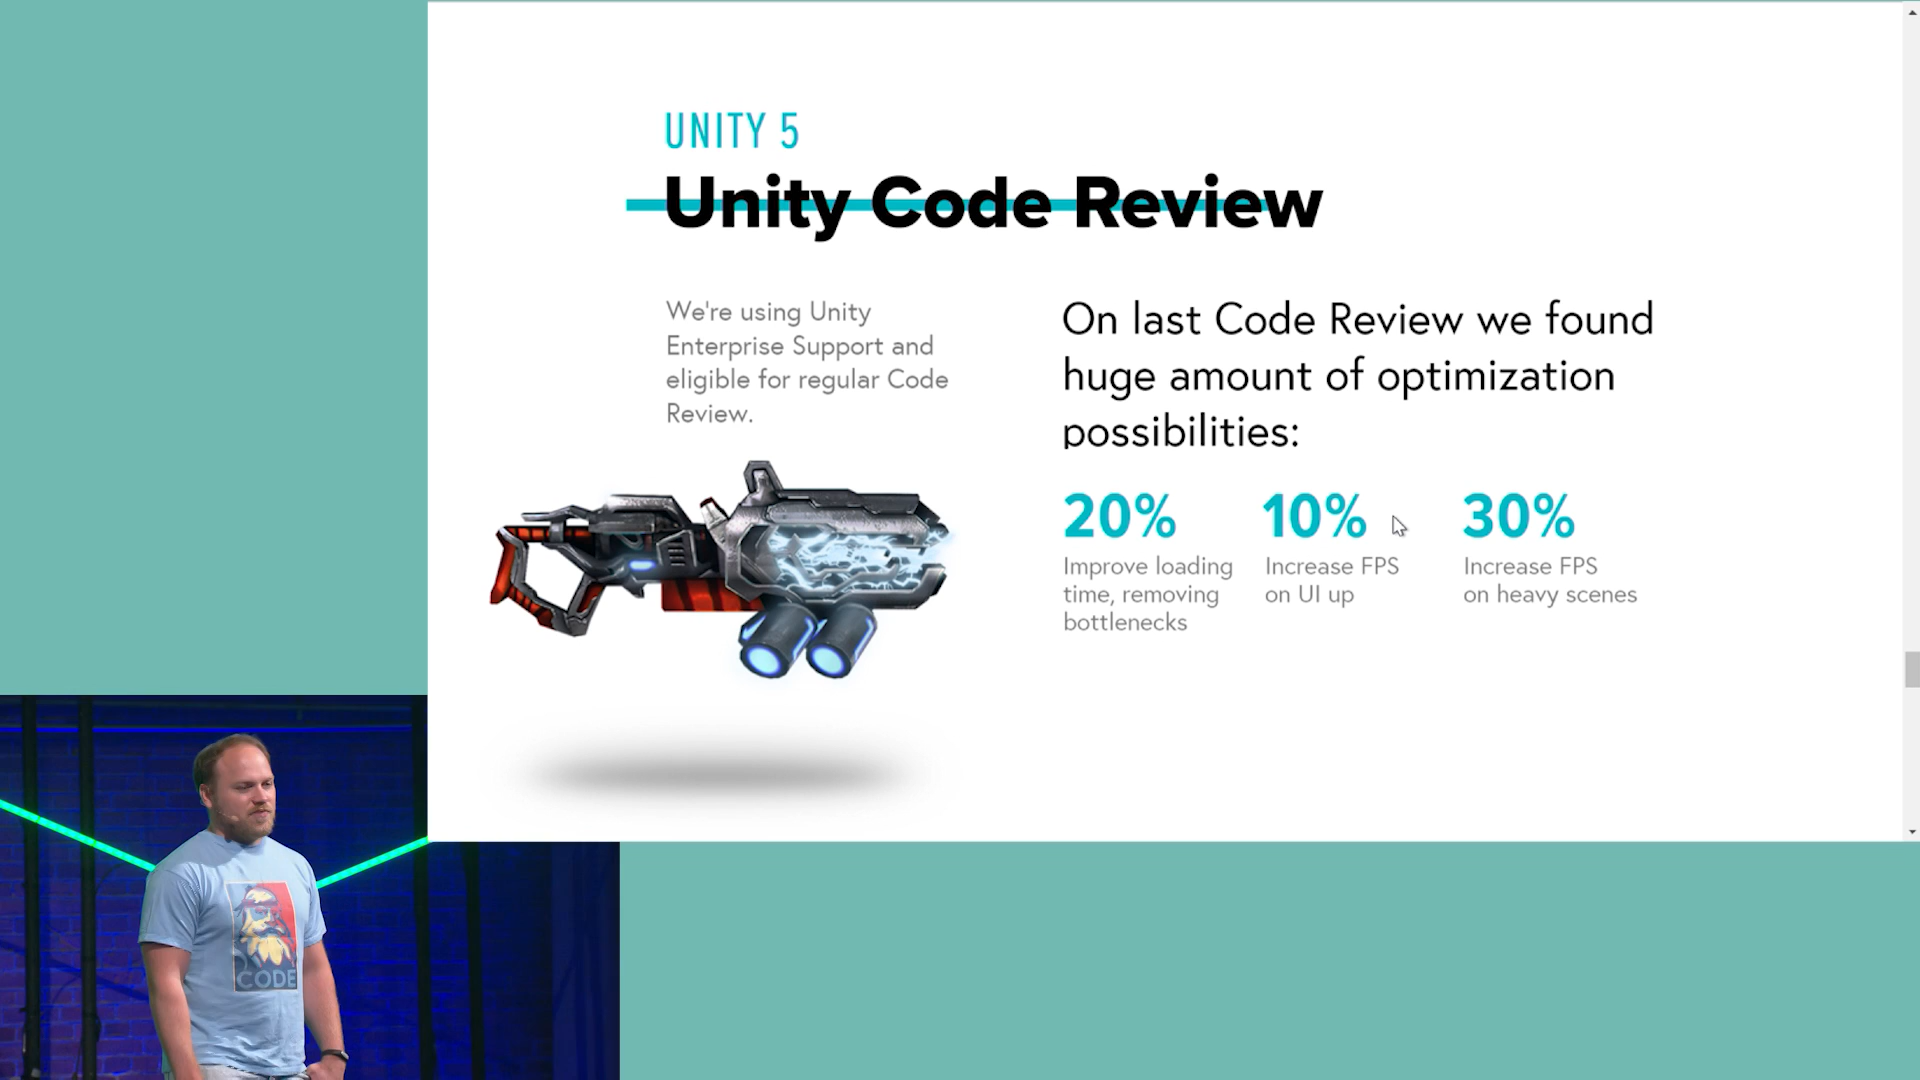 UNITY 5
Unity Code Review
We're using Unity
Enterprise Support and
eligible for regular Code
Review.
On last Code Review we found
huge amount of optimization
possibilities:
20%
Improve loading
time, removing
bottlenecks
10%
Increase FPS
on UI up
30%
Increase FPS
on heavy scenes
CODE